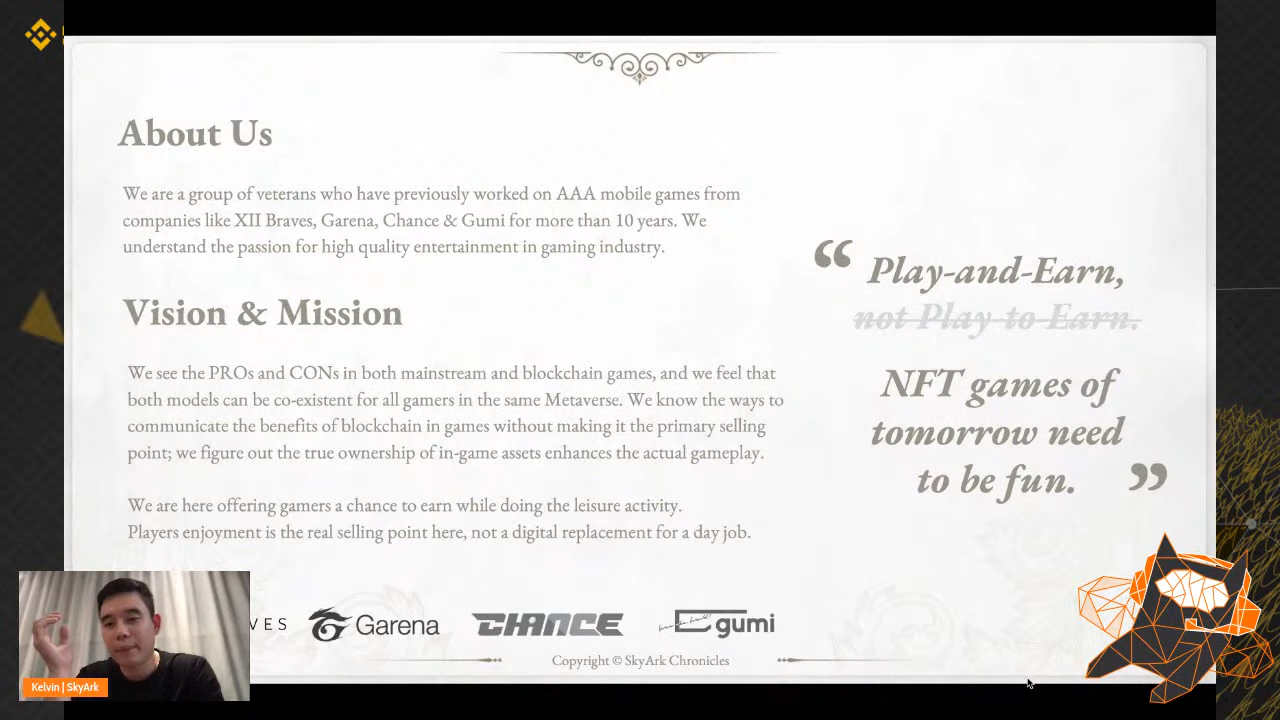 About Us
We are a group of veterans who have previously worked on AAA mobile games from
companies like XII Braves, Garena, Chance & Gumi for more than 10 years. We
understand the passion for high quality entertainment in gaming industry.
Vision & Mission
We see the PROs and CONs in both mainstream and blockchain games, and we feel that
both models can be co-existent for all gamers in the same Metaverse. We know the ways to
communicate the benefits of blockchain in games without making it the primary selling
point; we figure out the true ownership of in-game assets enhances the actual gameplay.
We are here offering gamers a chance to earn while doing the leisure activity.
Players enjoyment is the real selling point here, not a digital replacement for a day job.
“ Play-and-Earn,
not Play to Earn.
NFT games of
tomorrow need
to be fun. ”
VES
Garena
CHANCE
gumi
Copyright © SkyArk Chronicles
Kelvin | SkyArk